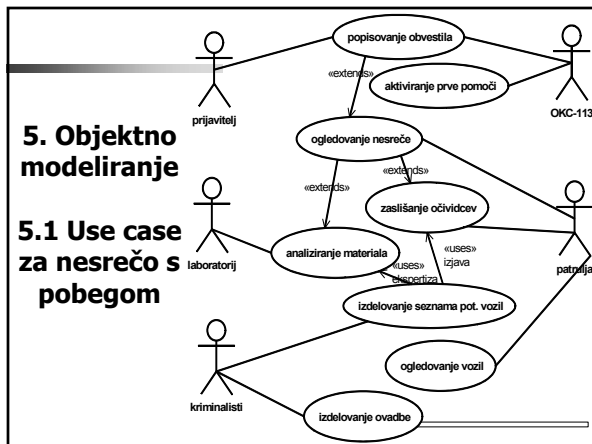 popisovanje obvestila
«extends»
aktiviranje prve pomoči
prijavitelj
OKC-113
5. Objektno
modeliranje
ogledovanje nesreče
«extends»
«extends»
zaslišanje očividcev
5.1 Use case
za nesrečo s
pobegom
laboratorij
analiziranje materiala
«uses»
izjava
«uses»
ekspertiza
patrulja
izdelovanje seznama pot. vozil
ogledovanje vozil
kriminalisti
izdelovanje ovadbe